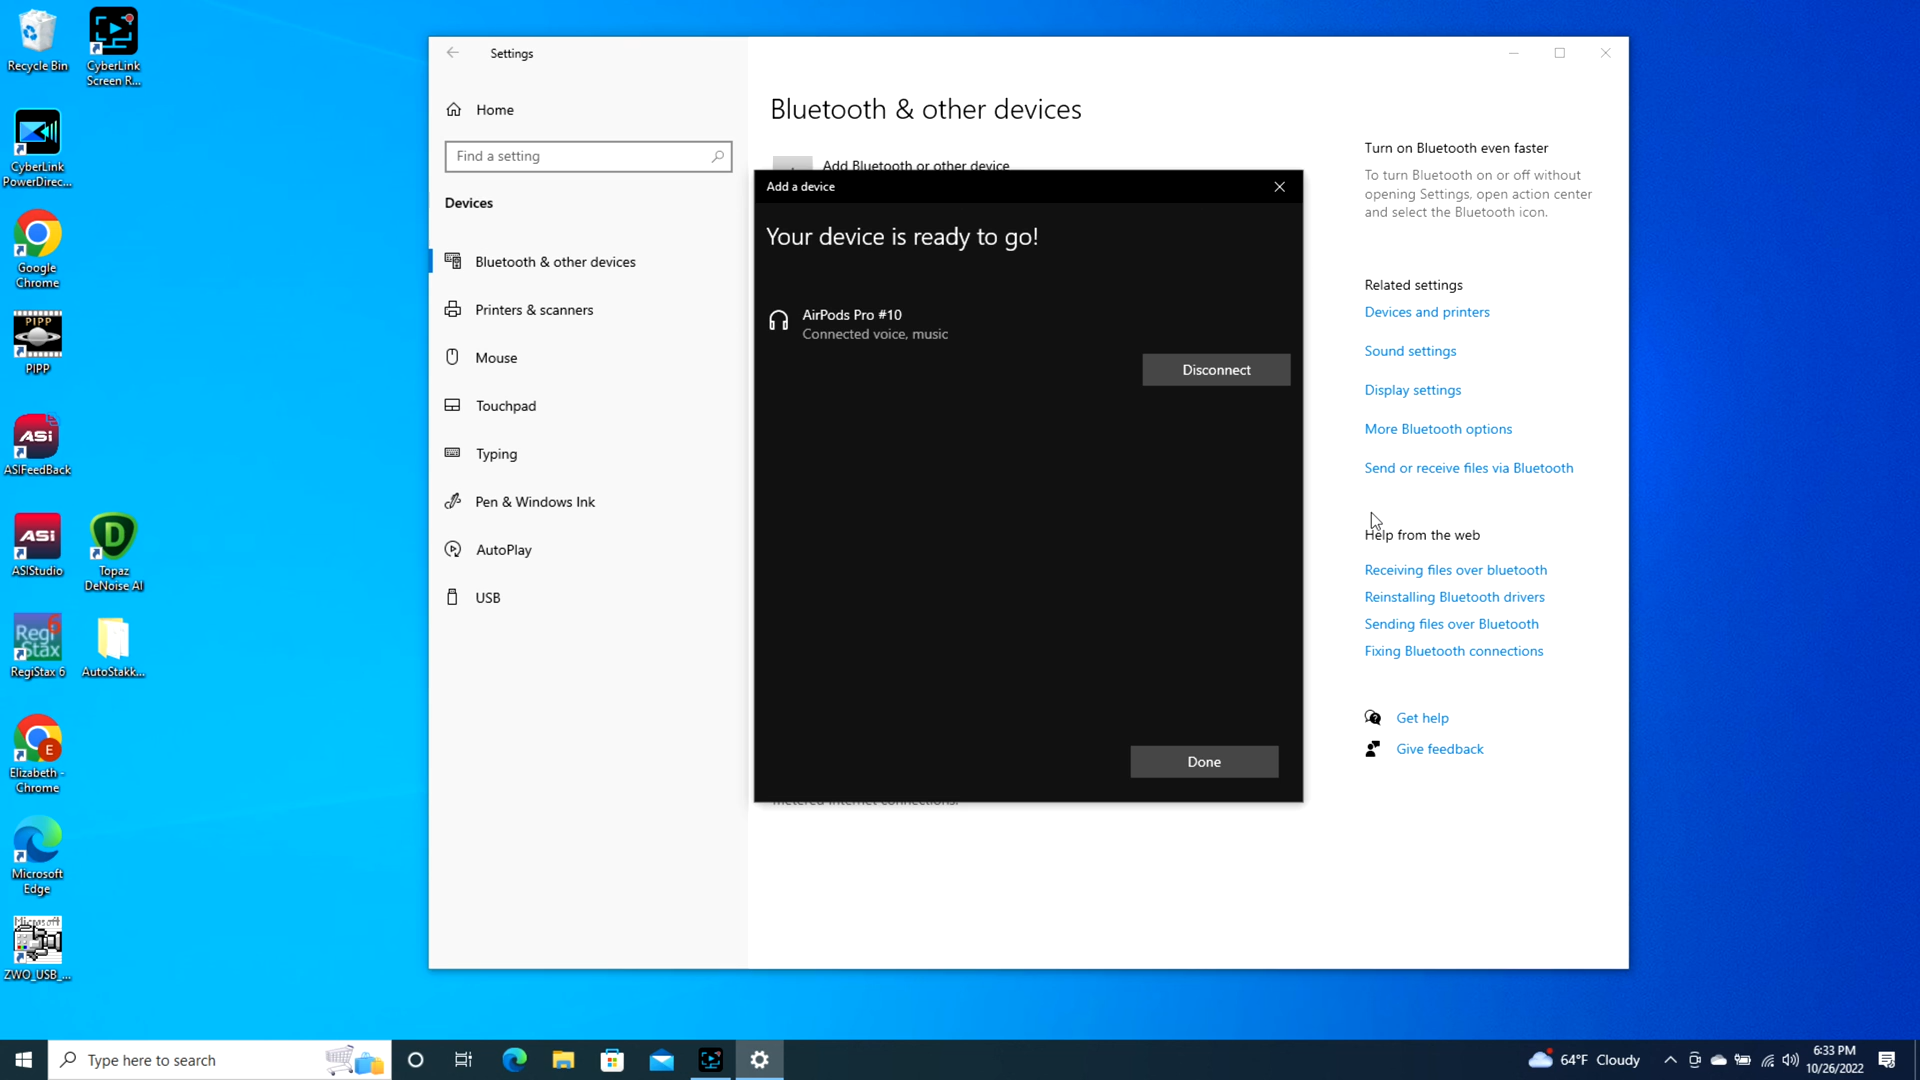 Recycle Bin
CyberLink
Screen R...
CyberLink
PowerDirec...
Google
Chrome
PIPP
PIPP
ASi
ASIFeedBack
ASi
ASIStudio
D
Topaz
DeNoise AI
Regi 6
Stax
RegiStax 6
AutoStakk...
E
Elizabeth -
Chrome
Microsoft
Edge
Microsoft
ZWO_USB_...
Settings
Home
Find a setting
Devices
Bluetooth & other devices
Printers & scanners
Mouse
Touchpad
Typing
Pen & Windows Ink
AutoPlay
USB
Bluetooth & other devices
Add Bluetooth or other device
Add a device
Your device is ready to go!
AirPods Pro #10
Connected voice, music
Disconnect
Done
metered Internet connections.
Turn on Bluetooth even faster
To turn Bluetooth on or off without
opening Settings, open action center
and select the Bluetooth icon.
Related settings
Devices and printers
Sound settings
Display settings
More Bluetooth options
Send or receive files via Bluetooth
Help from the web
Receiving files over bluetooth
Reinstalling Bluetooth drivers
Sending files over Bluetooth
Fixing Bluetooth connections
Get help
Give feedback
Type here to search
64°F Cloudy
6:33 PM
10/26/2022